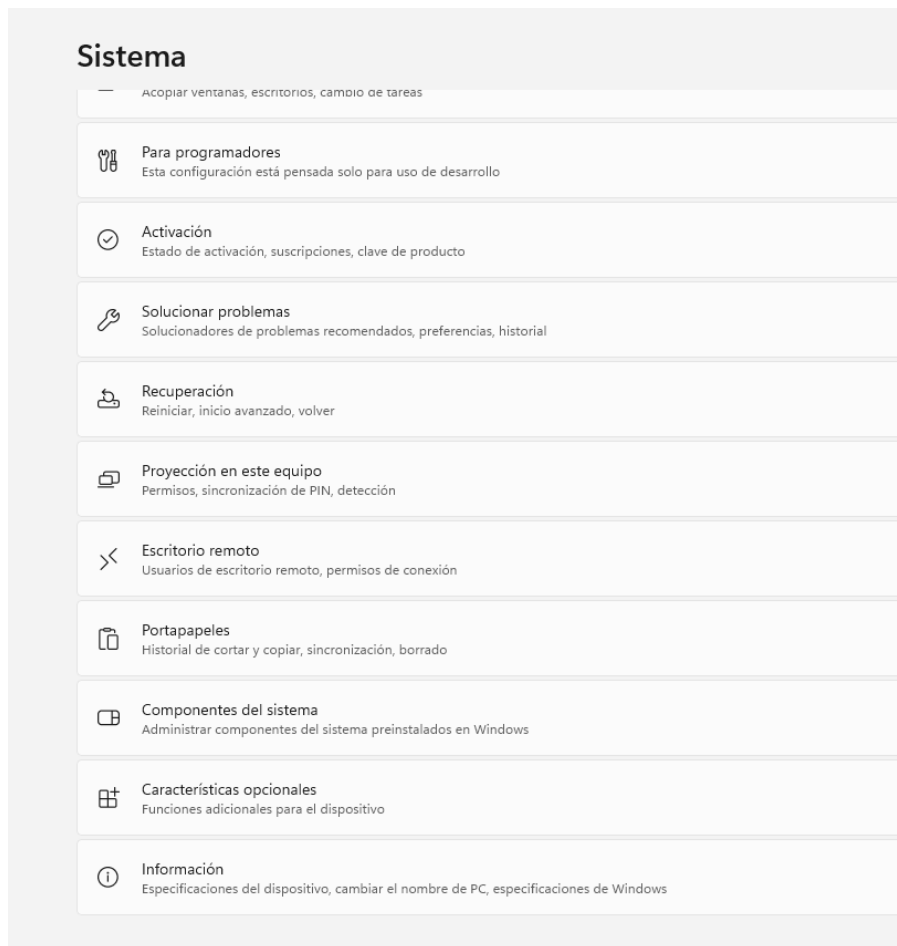 Sistema
Acoplar ventanas, escritorios, cambio de tareas
Para programadores
Esta configuración está pensada solo para uso de desarrollo
Activación
Estado de activación, suscripciones, clave de producto
Solucionar problemas
Solucionadores de problemas recomendados, preferencias, historial
Recuperación
Reiniciar, inicio avanzado, volver
Proyección en este equipo
Permisos, sincronización de PIN, detección
Escritorio remoto
Usuarios de escritorio remoto, permisos de conexión
Portapapeles
Historial de cortar y copiar, sincronización, borrado
Componentes del sistema
Administrar componentes del sistema preinstalados en Windows
Características opcionales
Funciones adicionales para el dispositivo
Información
Especificaciones del dispositivo, cambiar el nombre de PC, especificaciones de Windows